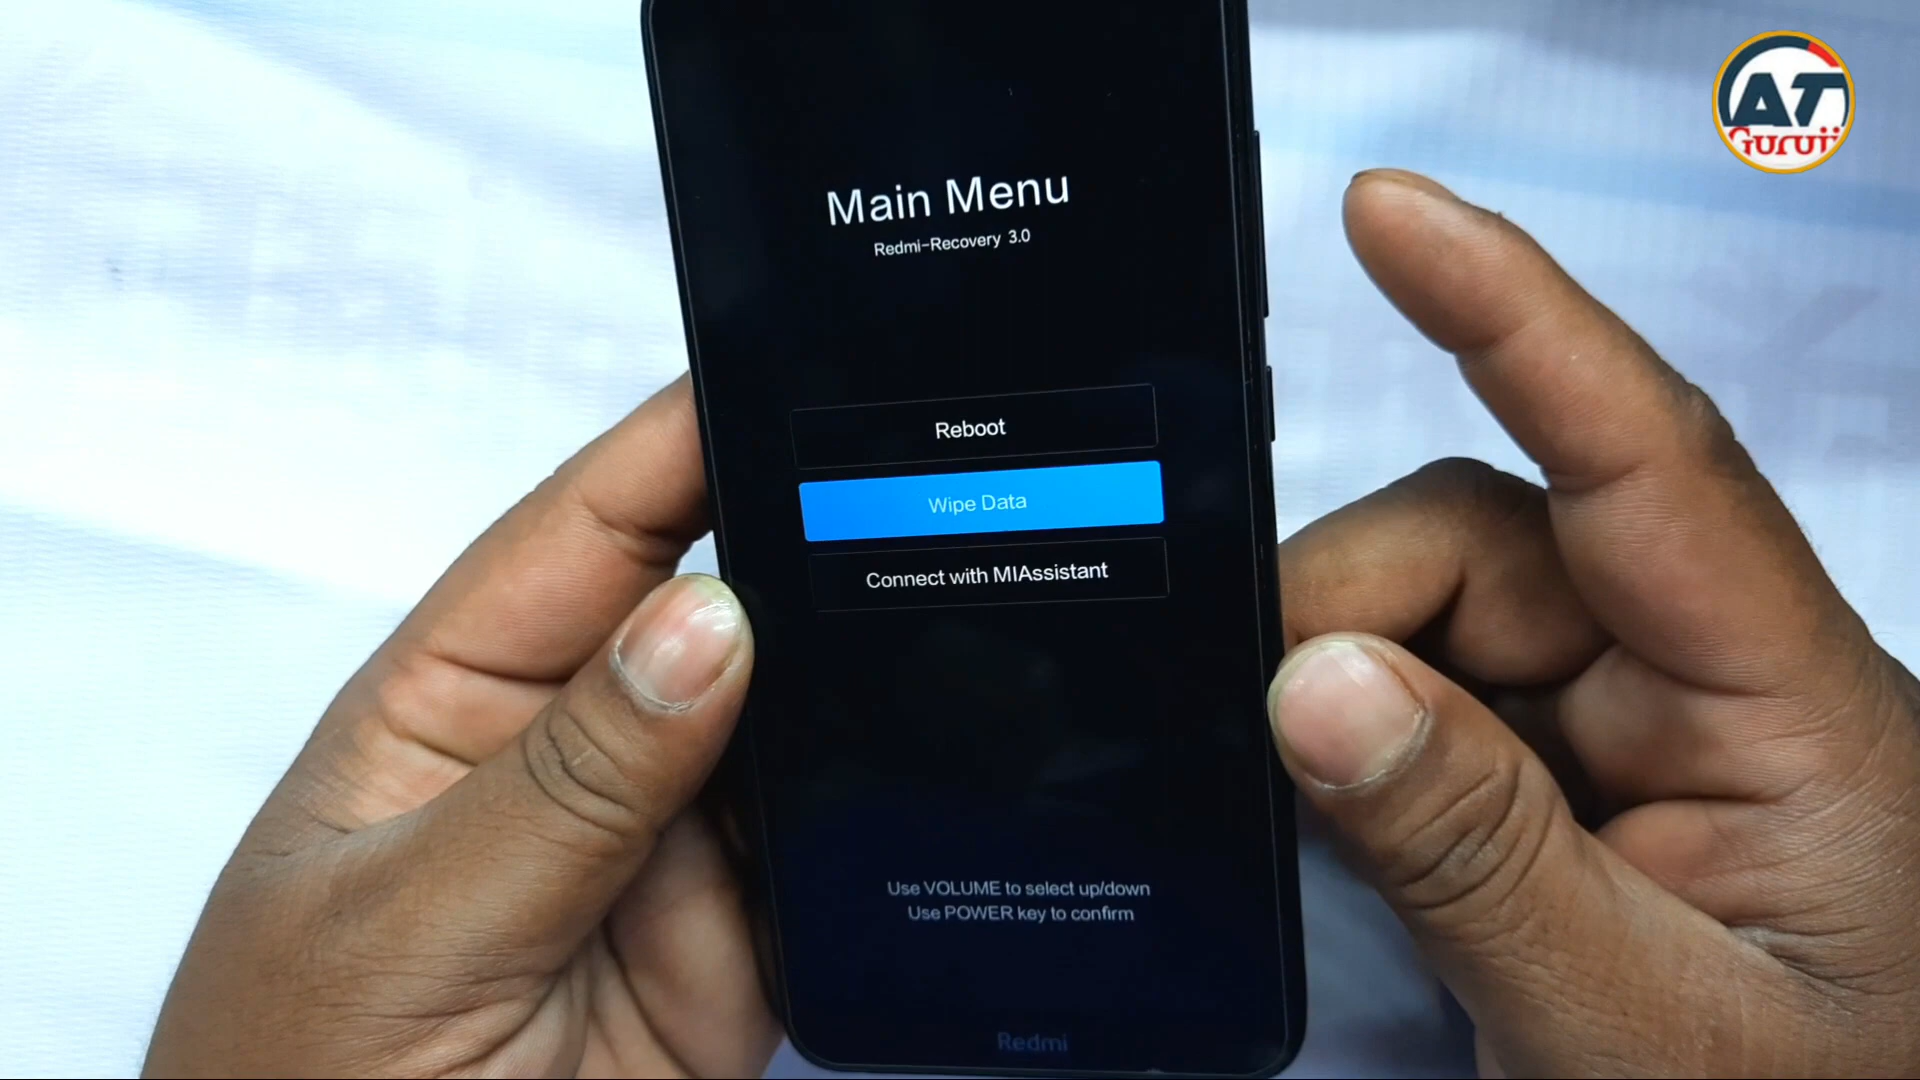 AT
Guruji
Main Menu
Redmi-Recovery 3.0
Reboot
Wipe Data
Connect with MIAssistant
Use VOLUME to select up/down
Use POWER key to confirm
Redmi